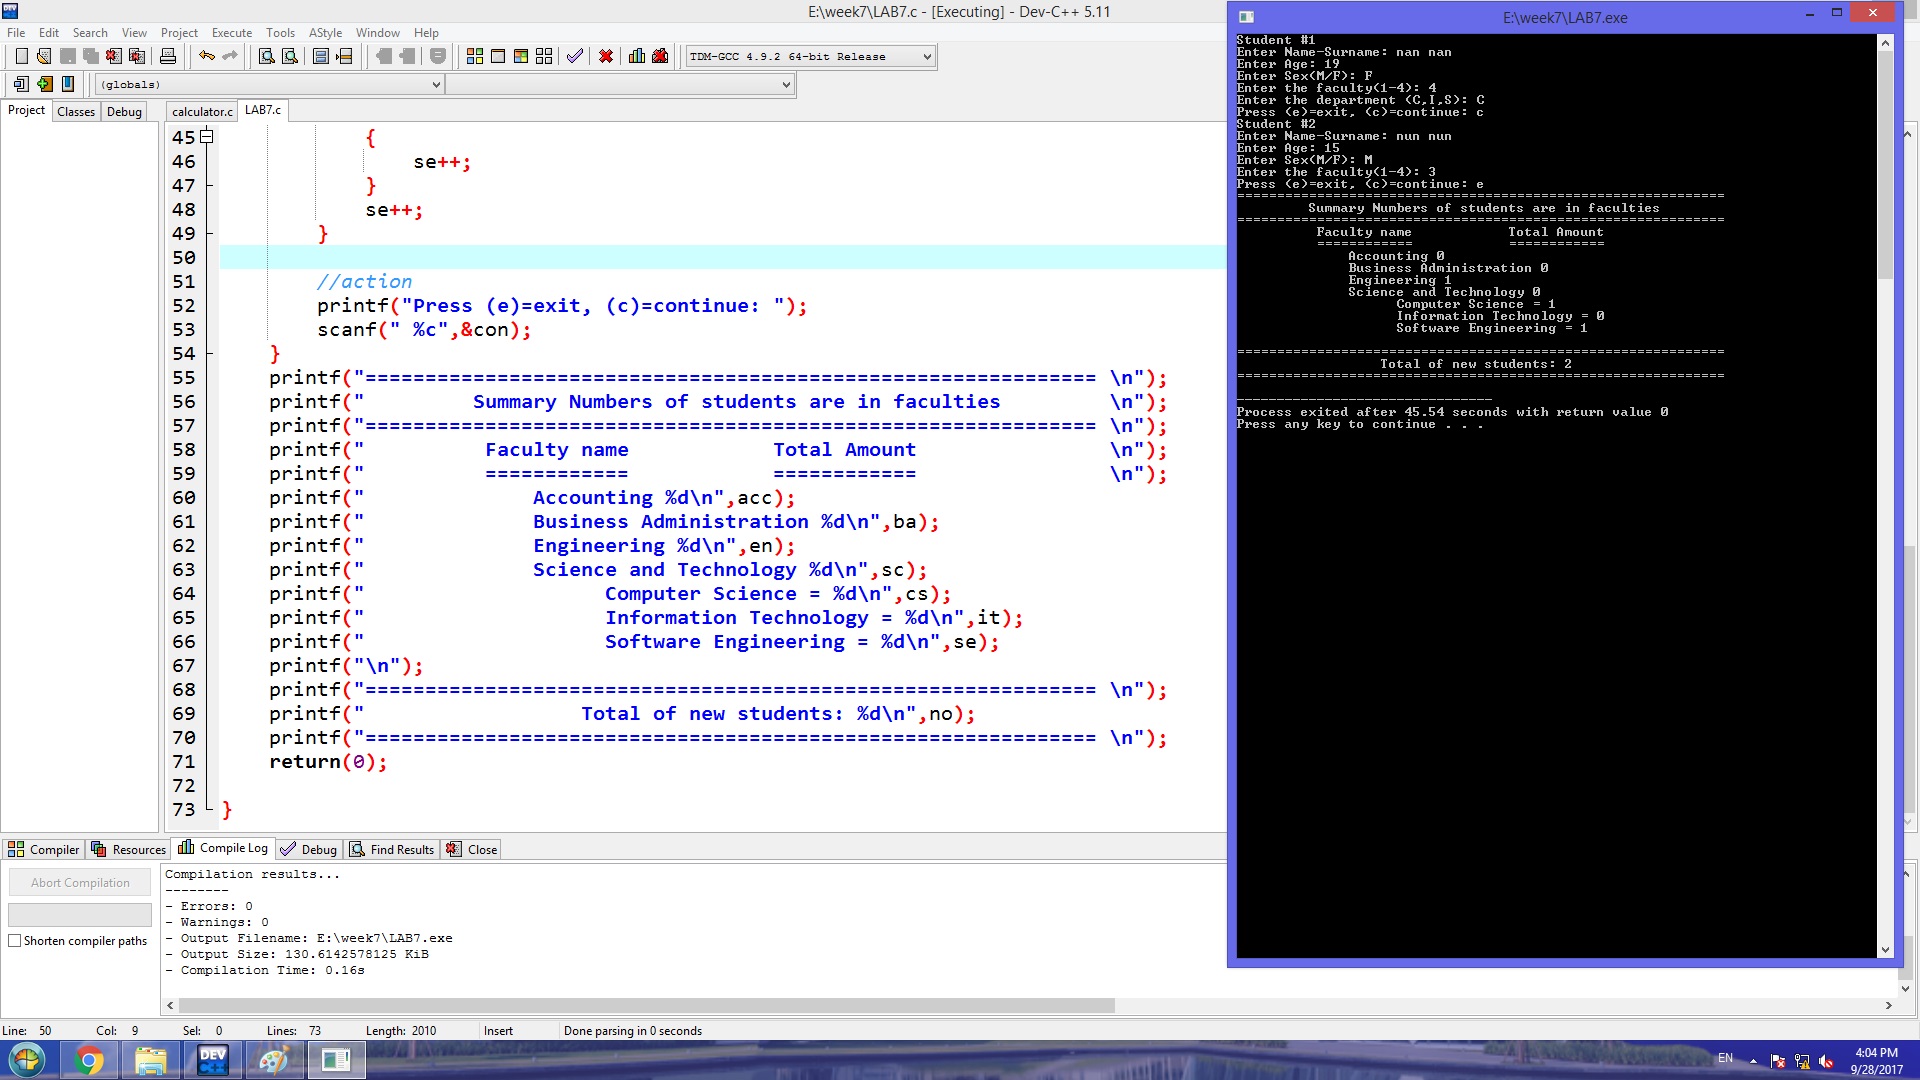 E:\week7\LAB7.c - [Executing] - Dev-C++ 5.11
File Edit Search View Project Execute Tools AStyle Window Help
TDM-GCC 4.9.2 64-bit Release
(globals)
Project Classes Debug
calculator.c LAB7.c
45 {
46 se++;
47 }
48 se++;
49 }
50
51 //action
52 printf("Press (e)=exit, (c)=continue: ");
53 scanf(" %c",&con);
54 }
55 printf("============================================================= \n");
56 printf("         Summary Numbers of students are in faculties         \n");
57 printf("============================================================= \n");
58 printf("          Faculty name            Total Amount                \n");
59 printf("          ============            ============                \n");
60 printf("              Accounting %d\n",acc);
61 printf("              Business Administration %d\n",ba);
62 printf("              Engineering %d\n",en);
63 printf("              Science and Technology %d\n",sc);
64 printf("                    Computer Science = %d\n",cs);
65 printf("                    Information Technology = %d\n",it);
66 printf("                    Software Engineering = %d\n",se);
67 printf("\n");
68 printf("============================================================= \n");
69 printf("                  Total of new students: %d\n",no);
70 printf("============================================================= \n");
71 return(0);
72
73 }
Compiler Resources Compile Log Debug Find Results Close
Abort Compilation
Shorten compiler paths
Compilation results...
--------
- Errors: 0
- Warnings: 0
- Output Filename: E:\week7\LAB7.exe
- Output Size: 130.6142578125 KiB
- Compilation Time: 0.16s
Line: 50 Col: 9 Sel: 0 Lines: 73 Length: 2010 Insert Done parsing in 0 seconds
E:\week7\LAB7.exe
Student #1
Enter Name-Surname: nan nan
Enter Age: 19
Enter Sex(M/F): F
Enter the faculty(1-4): 4
Enter the department (C,I,S): C
Press (e)=exit, (c)=continue: c
Student #2
Enter Name-Surname: nun nun
Enter Age: 15
Enter Sex(M/F): M
Enter the faculty(1-4): 3
Press (e)=exit, (c)=continue: e
=============================================================
Summary Numbers of students are in faculties
=============================================================
Faculty name Total Amount
============ ============
Accounting 0
Business Administration 0
Engineering 1
Science and Technology 0
Computer Science = 1
Information Technology = 0
Software Engineering = 1
=============================================================
Total of new students: 2
=============================================================
--------------------------------
Process exited after 45.54 seconds with return value 0
Press any key to continue . . .
DEV C++
EN
4:04 PM
9/28/2017